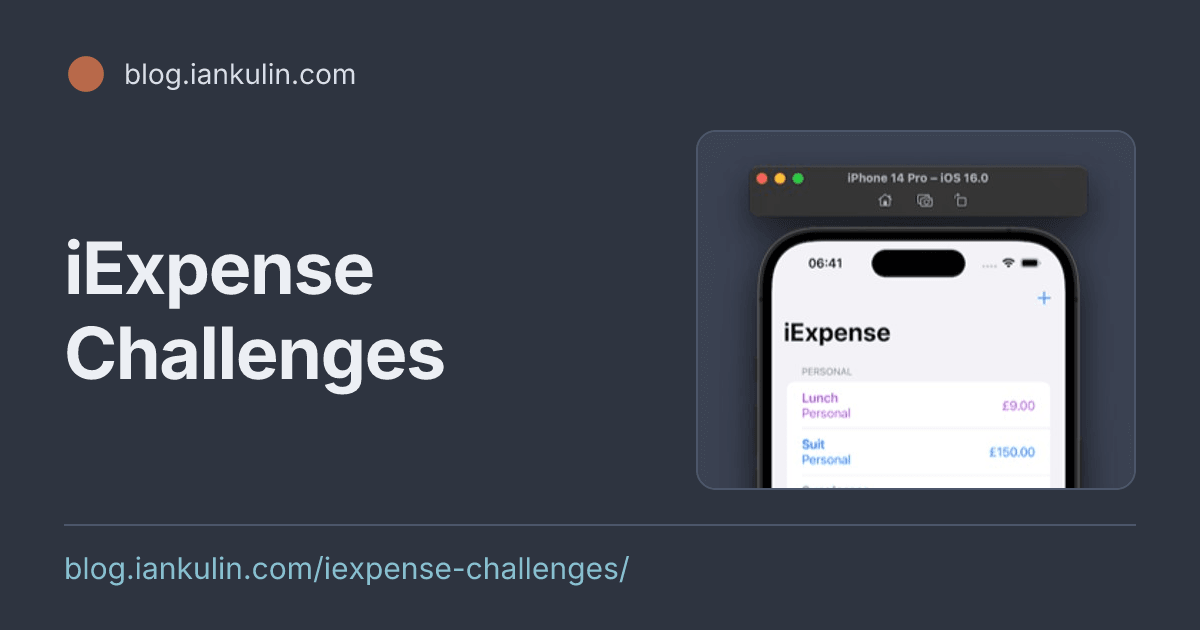 blog.iankulin.com
iExpense
Challenges
iPhone 14 Pro – iOS 16.0
06:41
+
iExpense
PERSONAL
Lunch
Personal
£9.00
Suit
Personal
£150.00
blog.iankulin.com/iexpense-challenges/